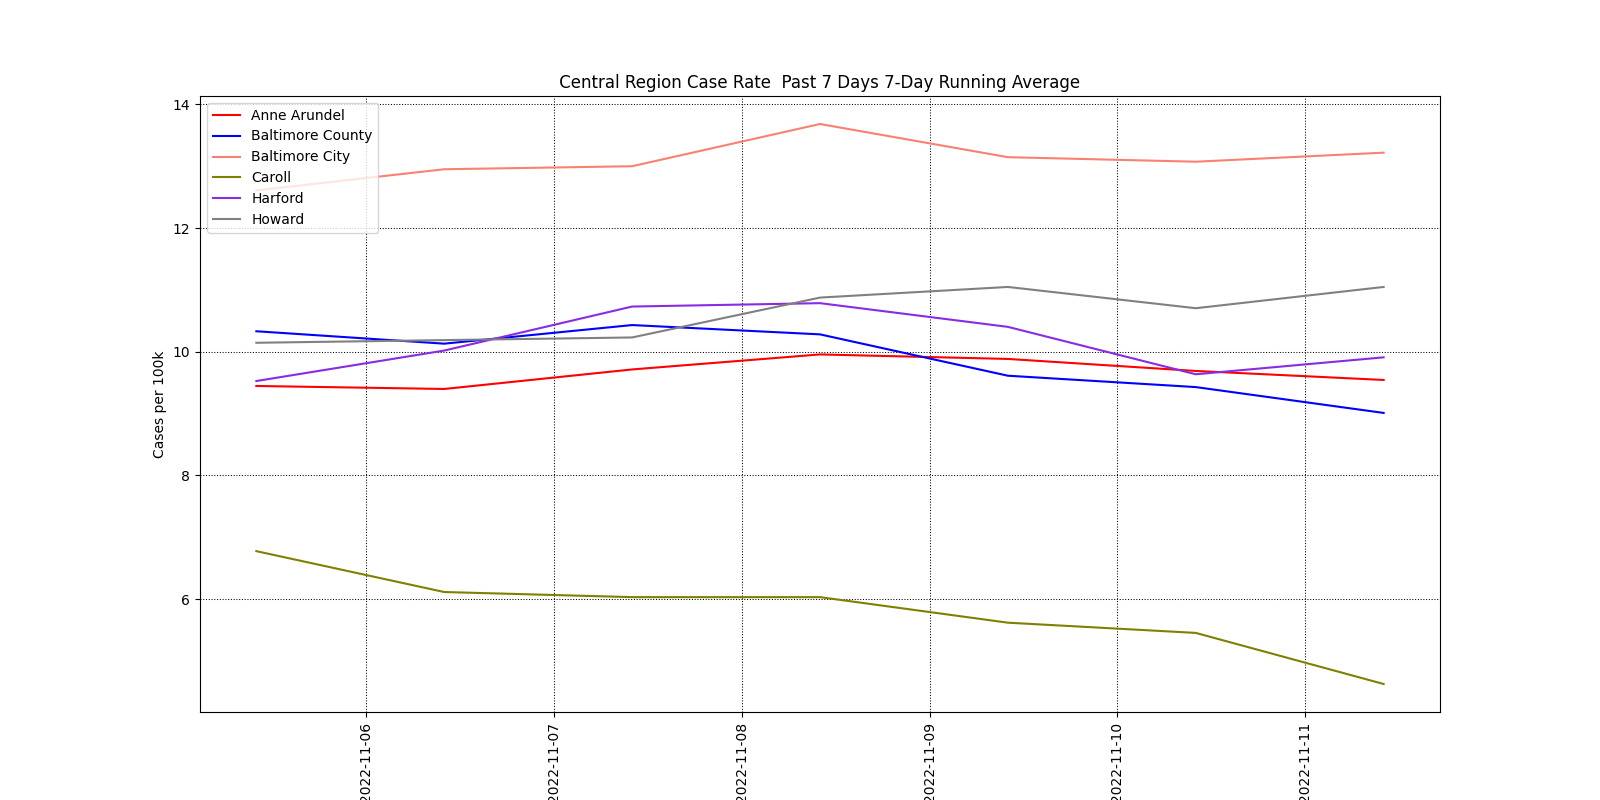 Central Region Case Rate  Past 7 Days 7-Day Running Average
14
12
10
8
6
Cases per 100k
Anne Arundel
Baltimore County
Baltimore City
Caroll
Harford
Howard
2022-11-06
2022-11-07
2022-11-08
2022-11-09
2022-11-10
2022-11-11